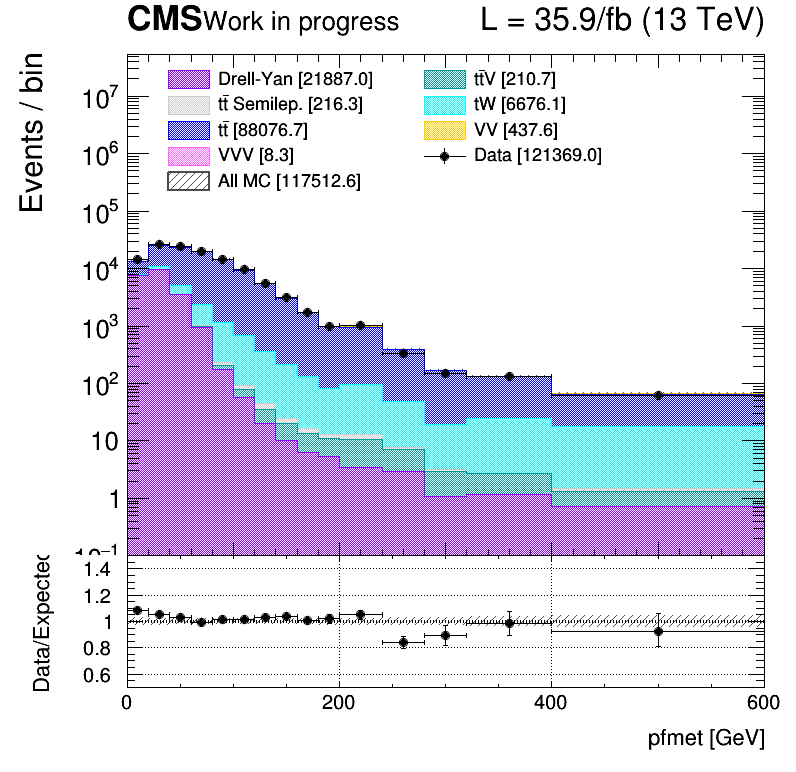 CMS Work in progress L = 35.9/fb (13 TeV)
Events / bin
Drell-Yan [21887.0]
tt̄ Semilep. [216.3]
tt̄ [88076.7]
VVV [8.3]
All MC [117512.6]
tt̄V [210.7]
tW [6676.1]
VV [437.6]
Data [121369.0]
10⁷
10⁶
10⁵
10⁴
10³
10²
10
1
10⁻¹
Data/Expected
1.4
1.2
1
0.8
0.6
0 200 400 600
pfmet [GeV]